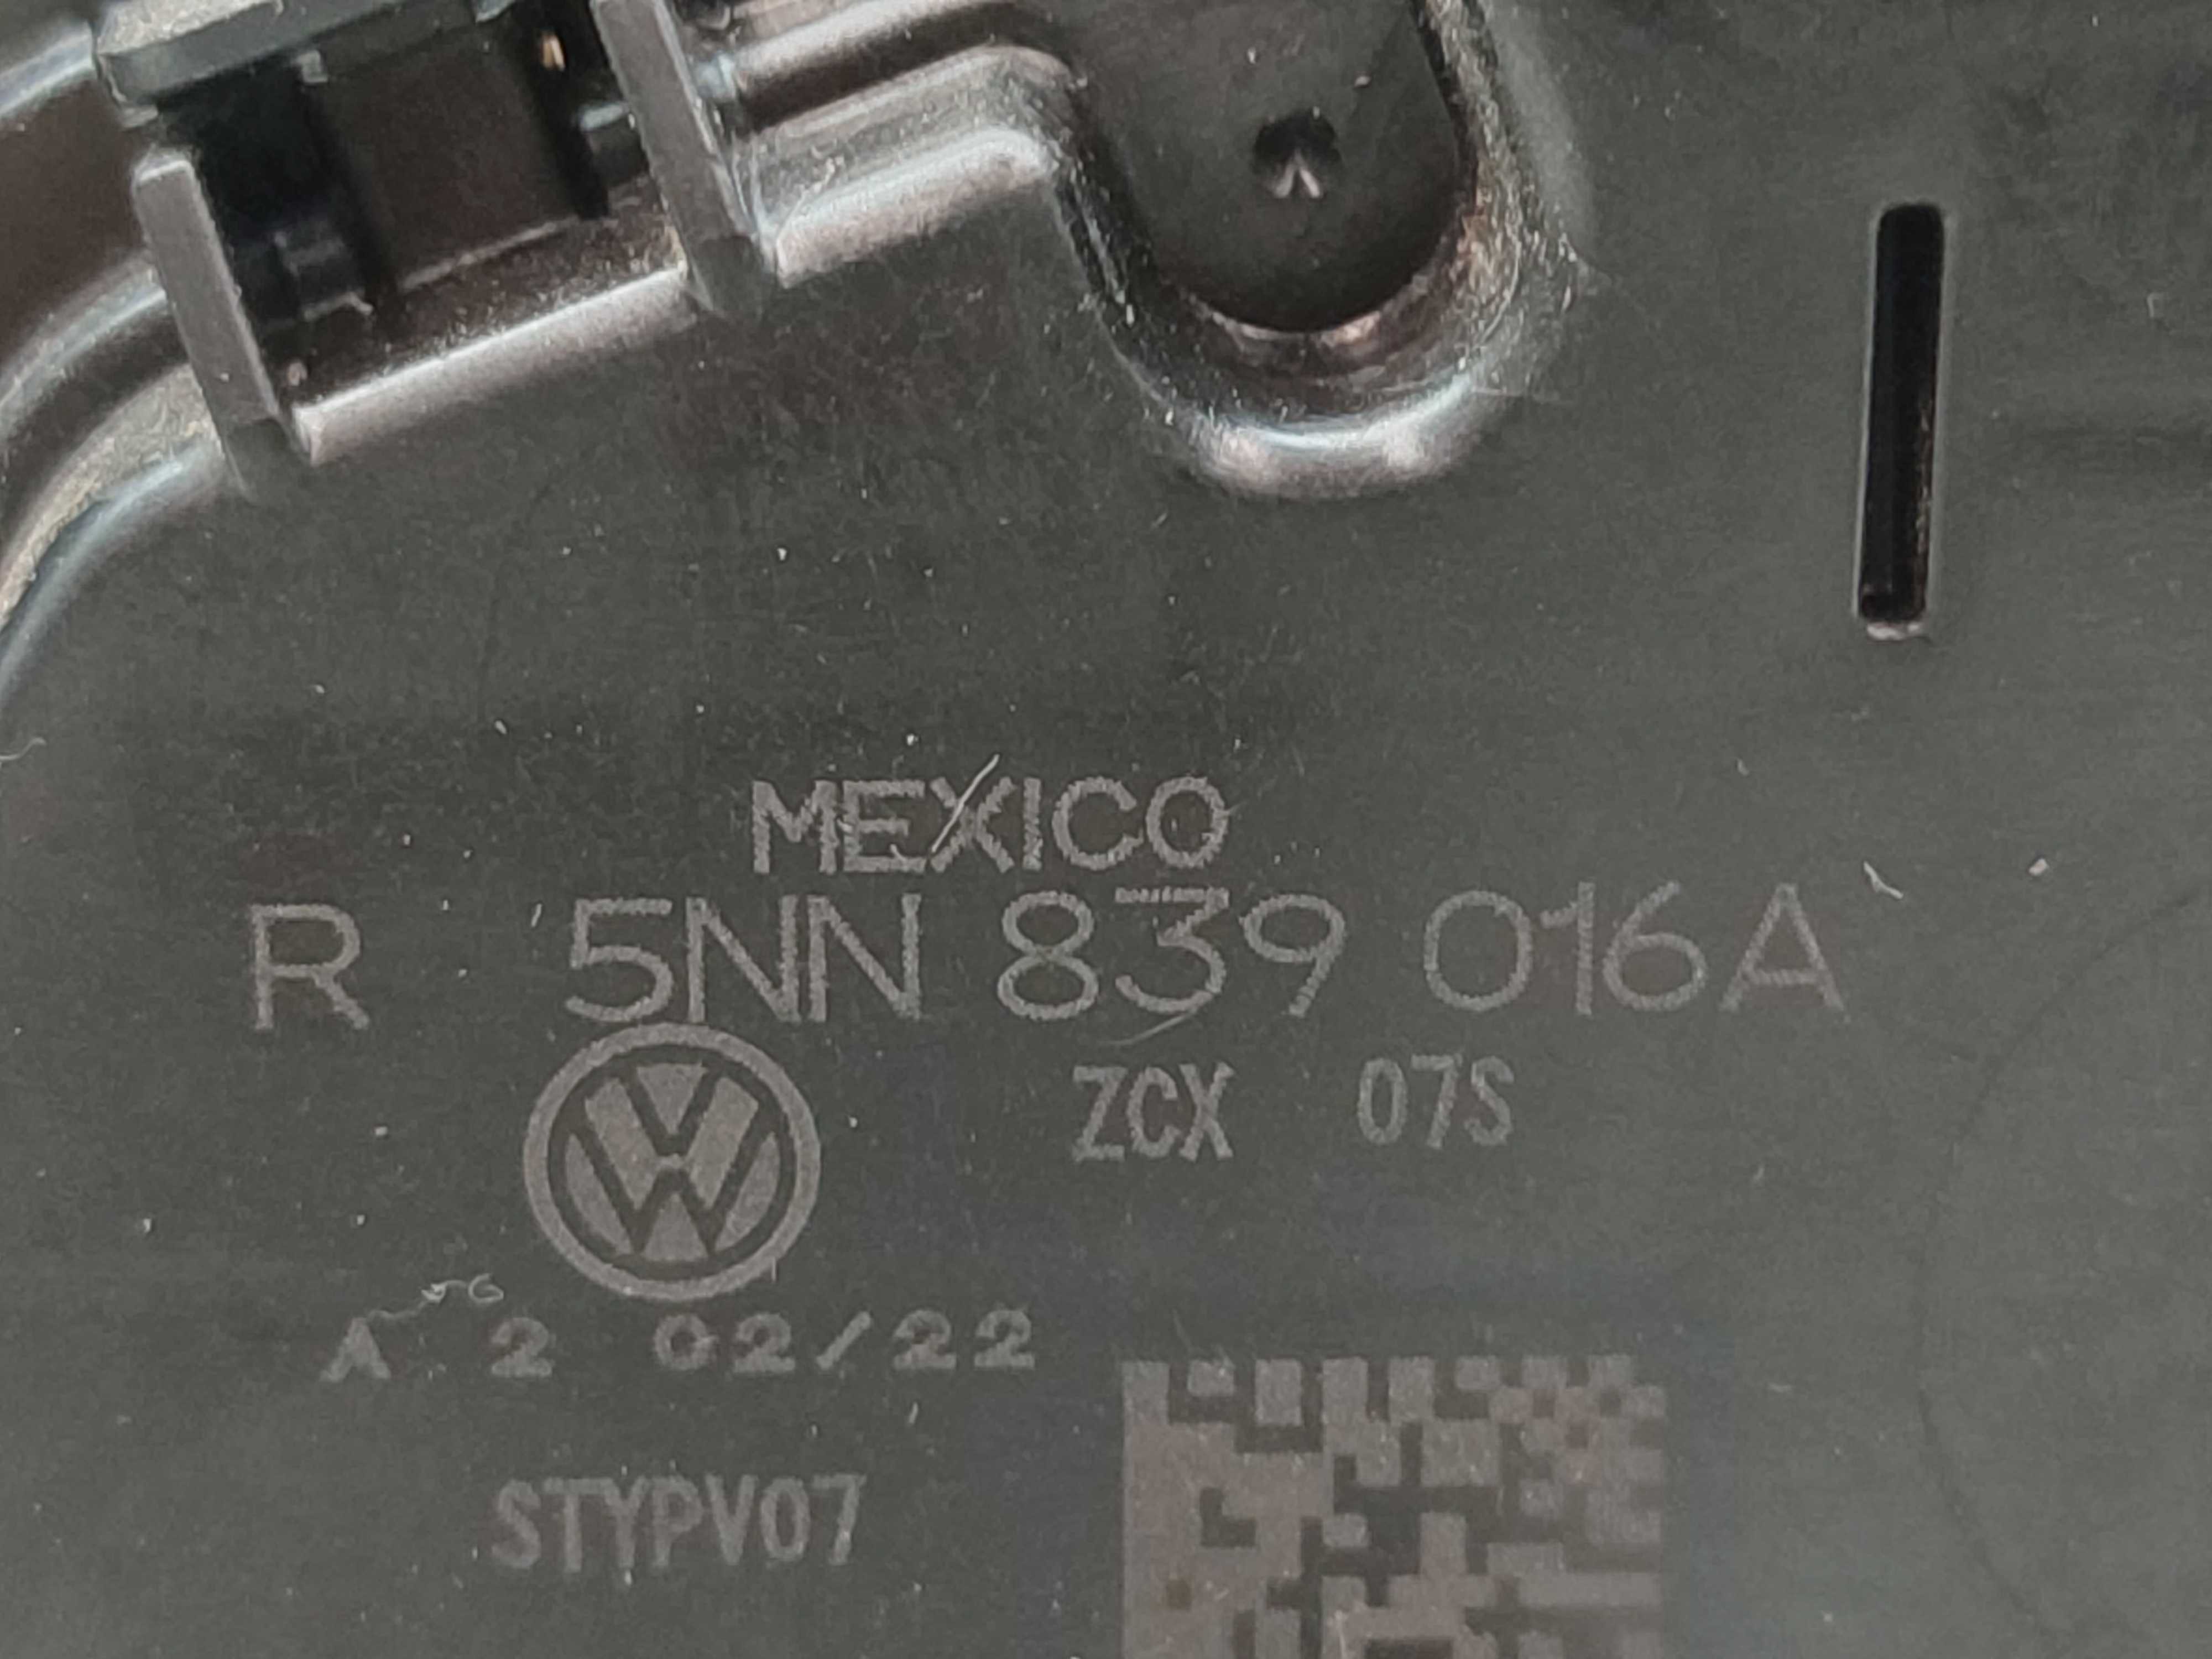 MEXICO
R 5NN 839 016A
ZCX 07S
A 2 02/22
STYPV07